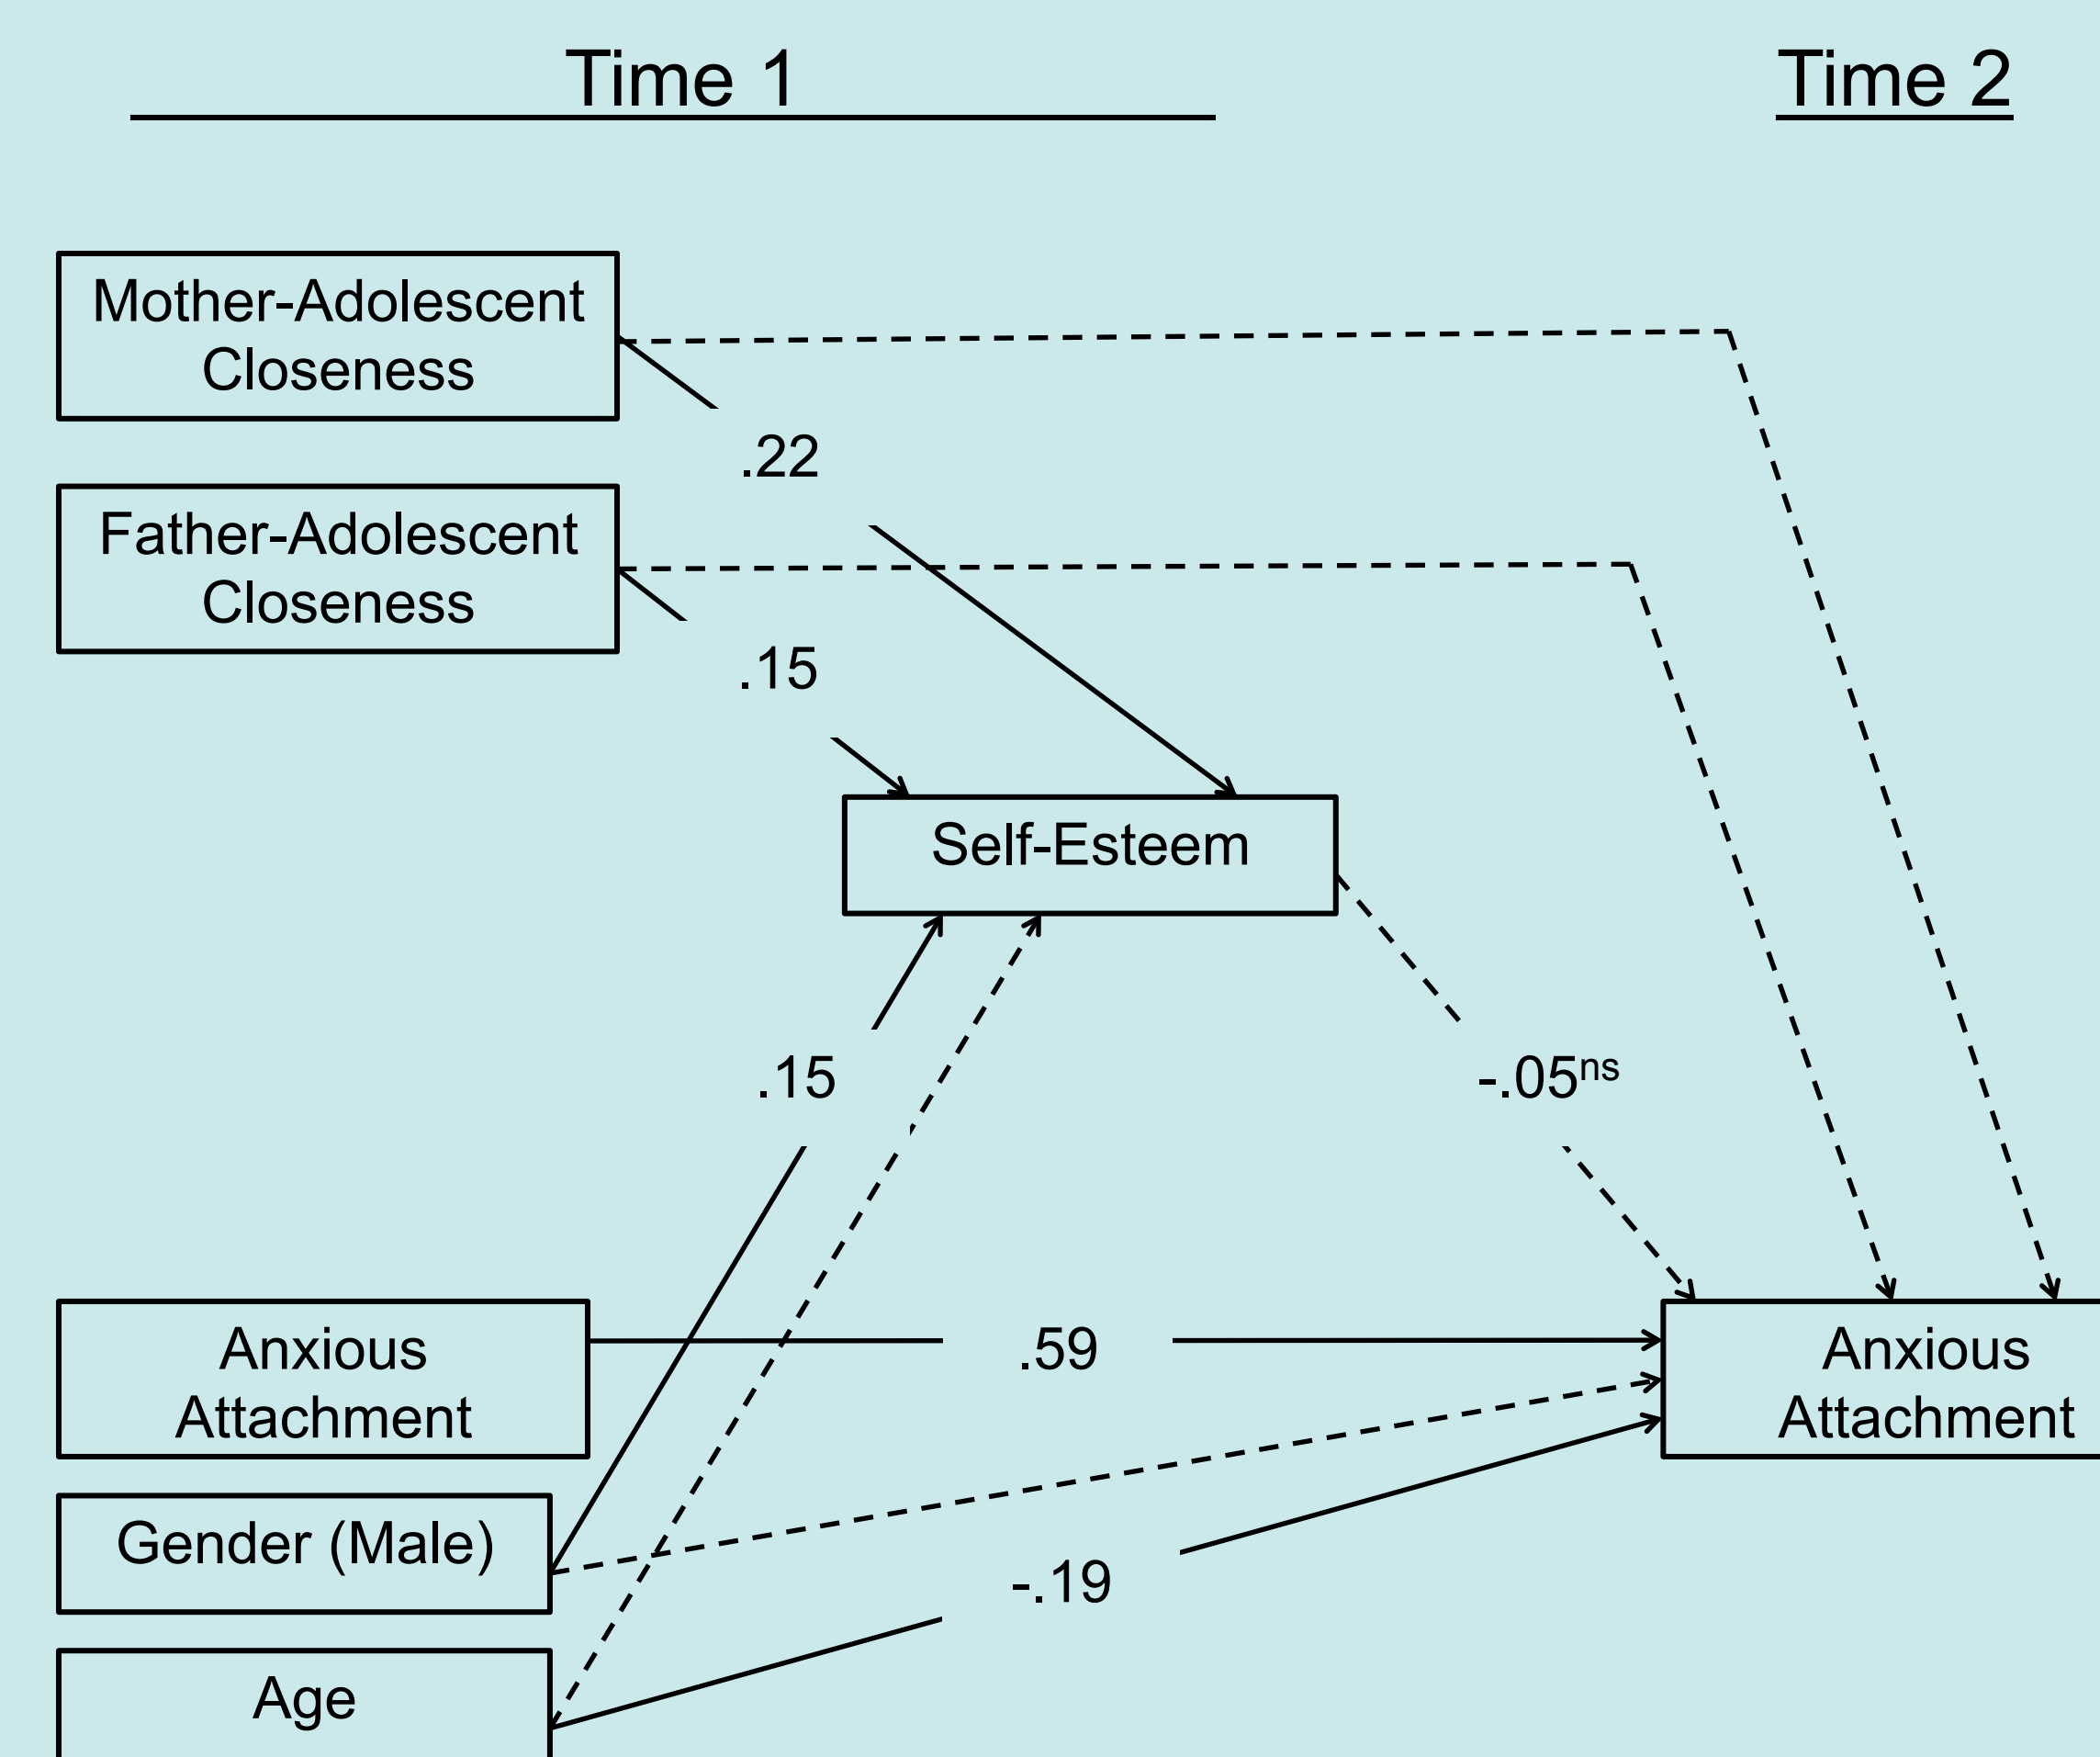 Time 1
Time 2
Mother-Adolescent
Closeness
.22
Father-Adolescent
Closeness
.15
Self-Esteem
.15
-.05ns
Anxious
Attachment
.59
Anxious
Attachment
Gender (Male)
-.19
Age